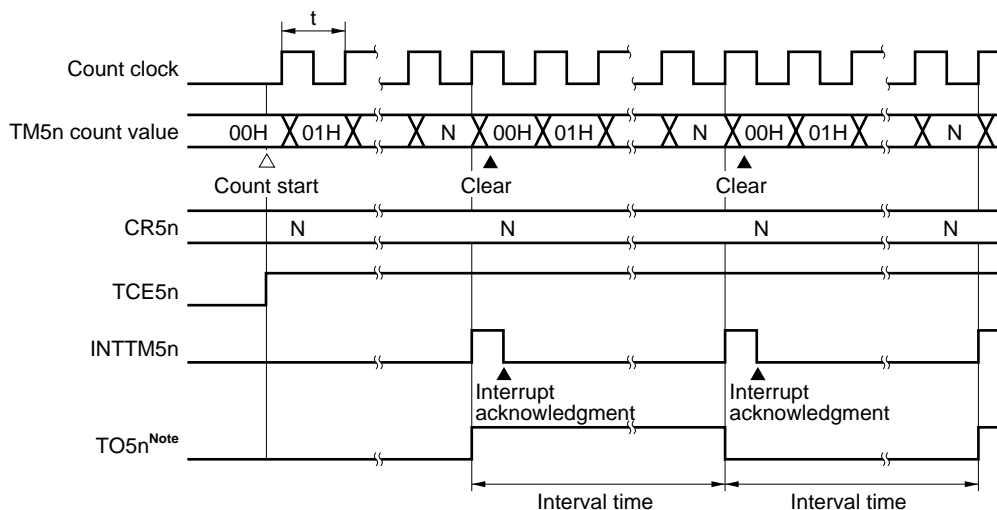 t
Count clock
TM5n count value 00H 01H N 00H 01H N 00H 01H N
Count start Clear Clear
CR5n N N N N
TCE5n
INTTM5n
Interrupt acknowledgment Interrupt acknowledgment
TO5nNote
Interval time Interval time